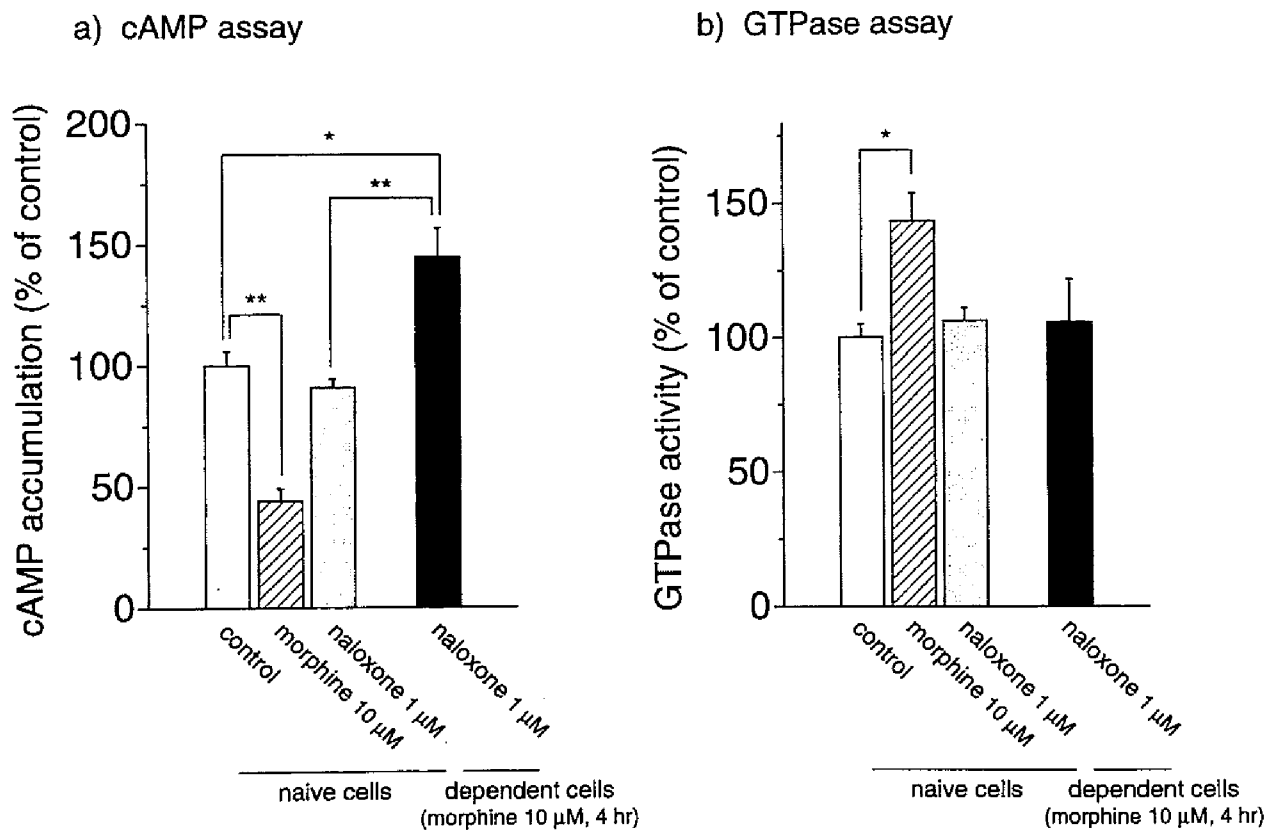 a) cAMP assay
cAMP accumulation (% of control)
200
150
100
50
0
*
**
**
control
morphine 10 μM
naloxone 1 μM
naloxone 1 μM
naive cells
dependent cells
(morphine 10 μM, 4 hr)
b) GTPase assay
GTPase activity (% of control)
150
100
50
0
*
control
morphine 10 μM
naloxone 1 μM
naloxone 1 μM
naive cells
dependent cells
(morphine 10 μM, 4 hr)